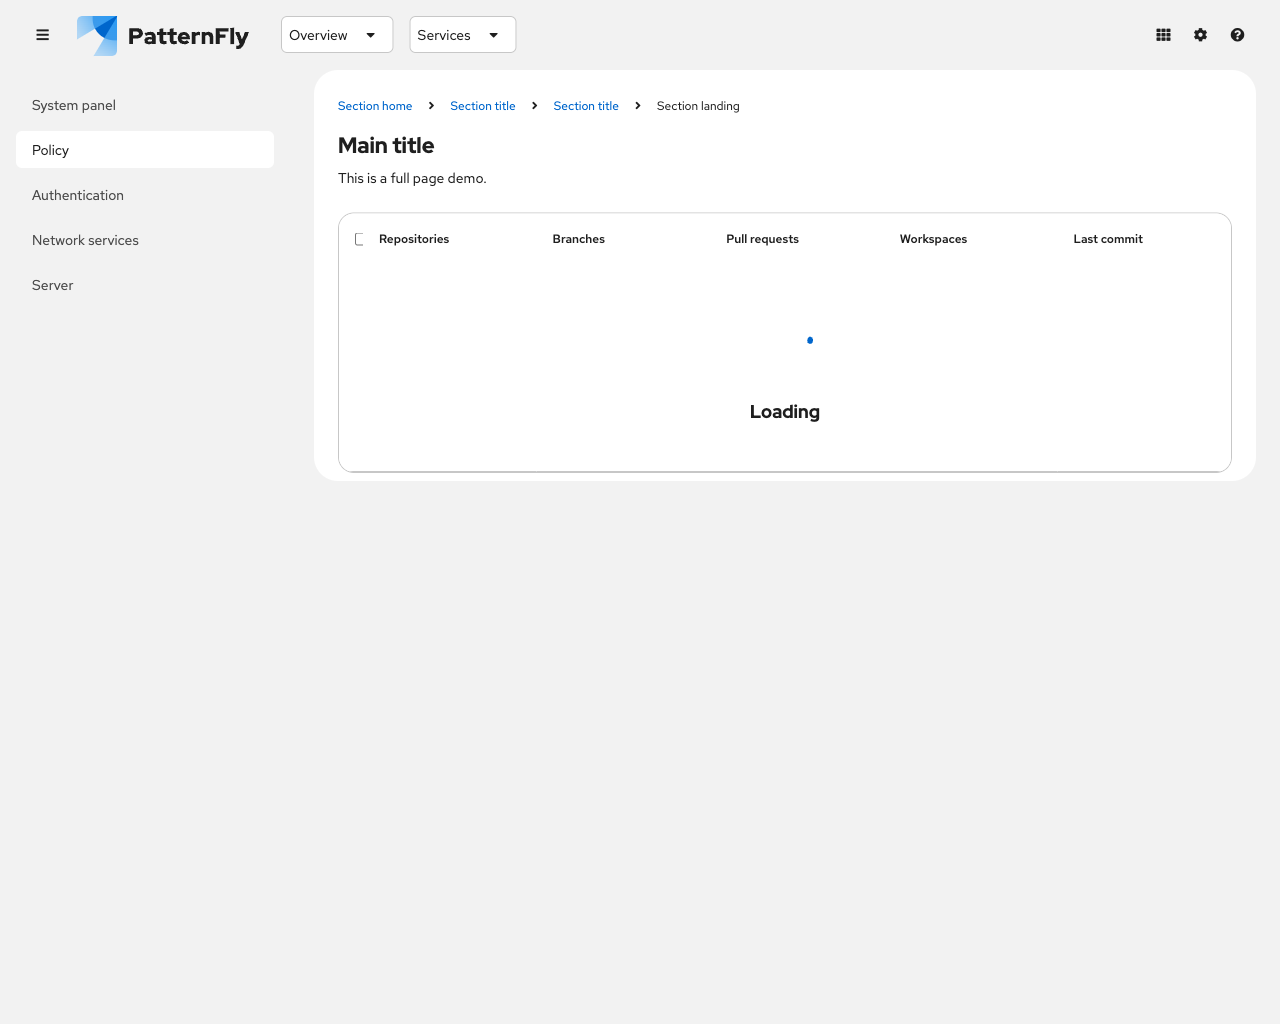 PatternFly
Overview
Services
System panel
Policy
Authentication
Network services
Server
Section home
Section title
Section title
Section landing
Main title
This is a full page demo.
Repositories Branches Pull requests Workspaces Last commit
Loading